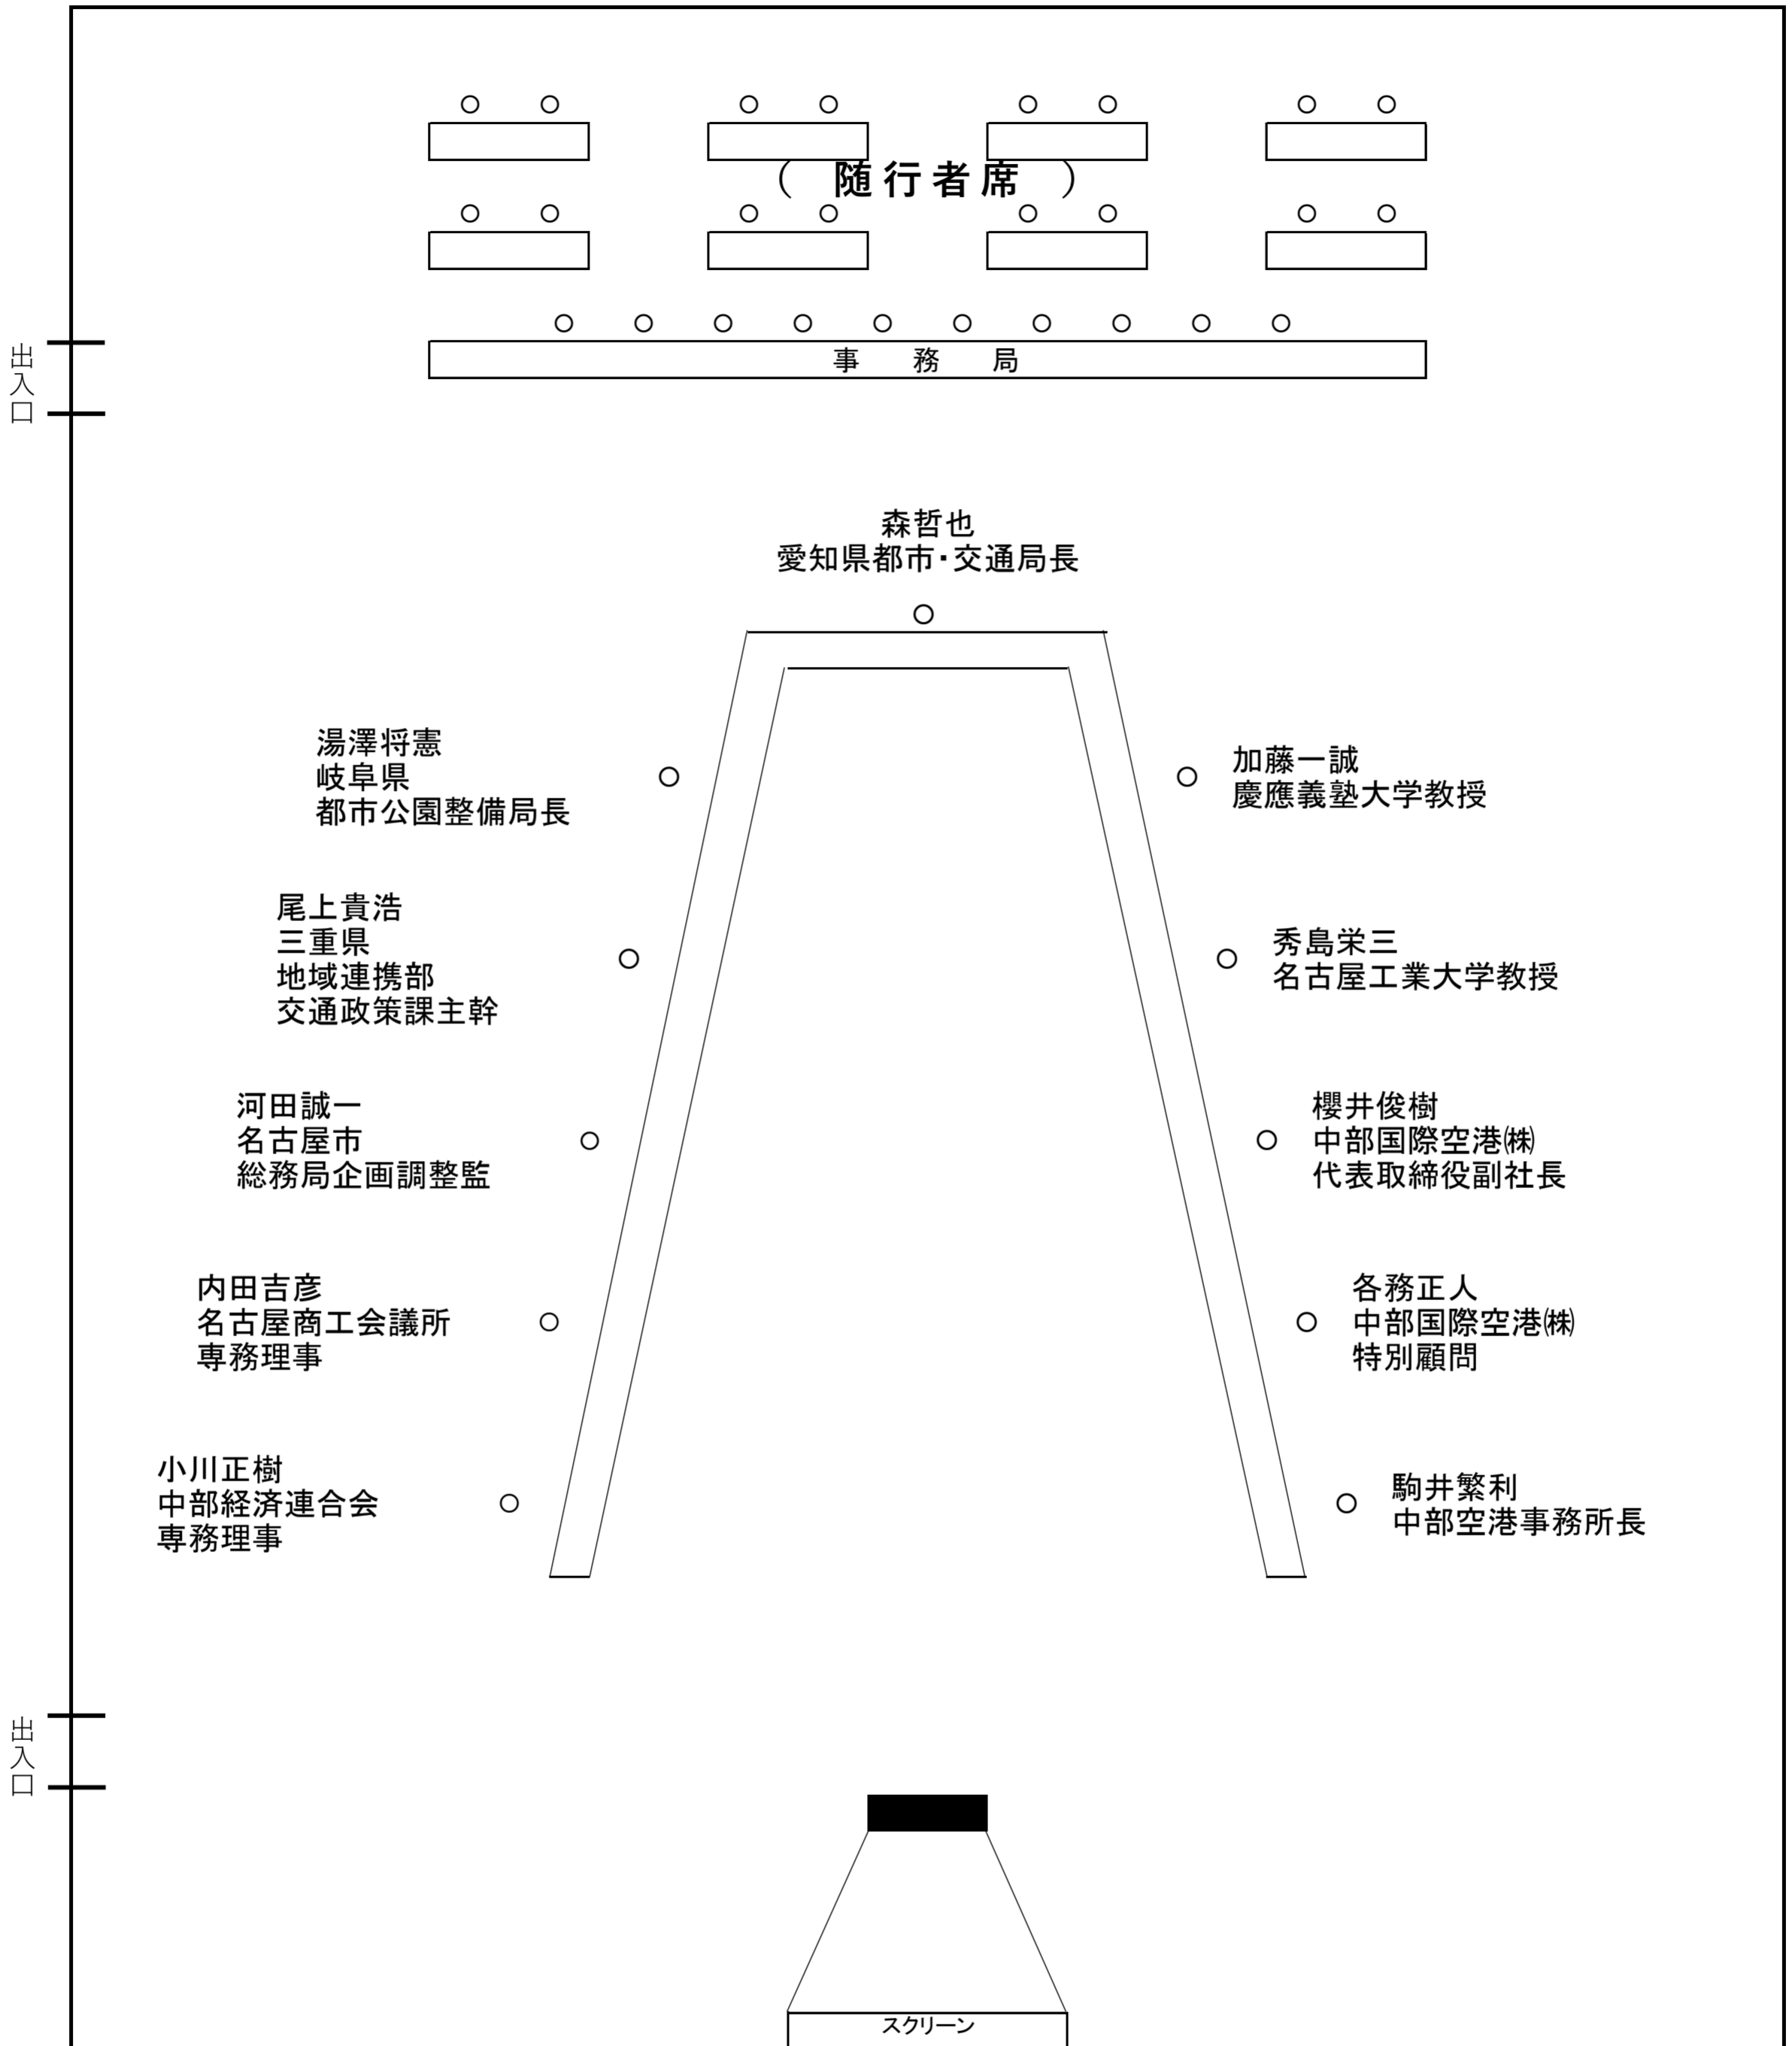 （　随行者席　）
事　務　局
出入口
森哲也
愛知県都市・交通局長
湯澤将憲
岐阜県
都市公園整備局長
加藤一誠
慶應義塾大学教授
尾上貴浩
三重県
地域連携部
交通政策課主幹
秀島栄三
名古屋工業大学教授
河田誠一
名古屋市
総務局企画調整監
櫻井俊樹
中部国際空港㈱
代表取締役副社長
内田吉彦
名古屋商工会議所
専務理事
各務正人
中部国際空港㈱
特別顧問
小川正樹
中部経済連合会
専務理事
駒井繁利
中部空港事務所長
出入口
スクリーン